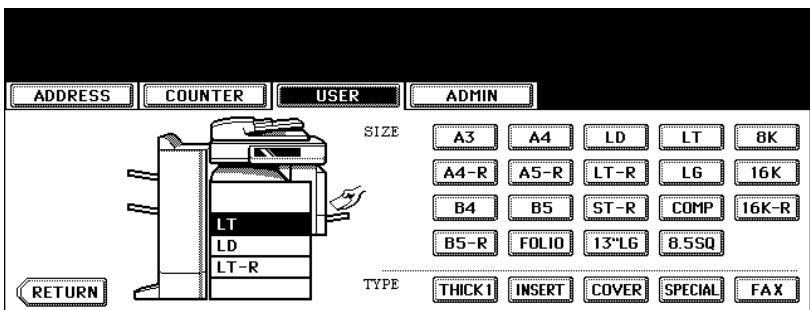 ADDRESS COUNTER USER ADMIN
SIZE A3 A4 LD LT 8K
A4-R A5-R LT-R LG 16K
LT B4 B5 ST-R COMP 16K-R
LD B5-R FOLIO 13"LG 8.5SQ
LT-R
RETURN TYPE THICK1 INSERT COVER SPECIAL FAX